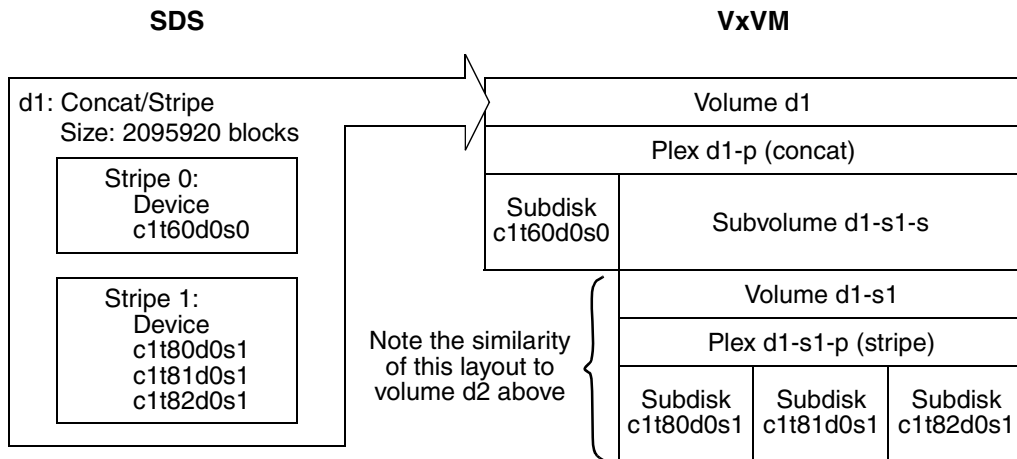 SDS
d1: Concat/Stripe
Size: 2095920 blocks
Stripe 0:
Device
c1t60d0s0
Stripe 1:
Device
c1t80d0s1
c1t81d0s1
c1t82d0s1
VxVM
Volume d1
Plex d1-p (concat)
Subdisk
c1t60d0s0
Subvolume d1-s1-s
Note the similarity
of this layout to
volume d2 above
Volume d1-s1
Plex d1-s1-p (stripe)
Subdisk
c1t80d0s1
Subdisk
c1t81d0s1
Subdisk
c1t82d0s1